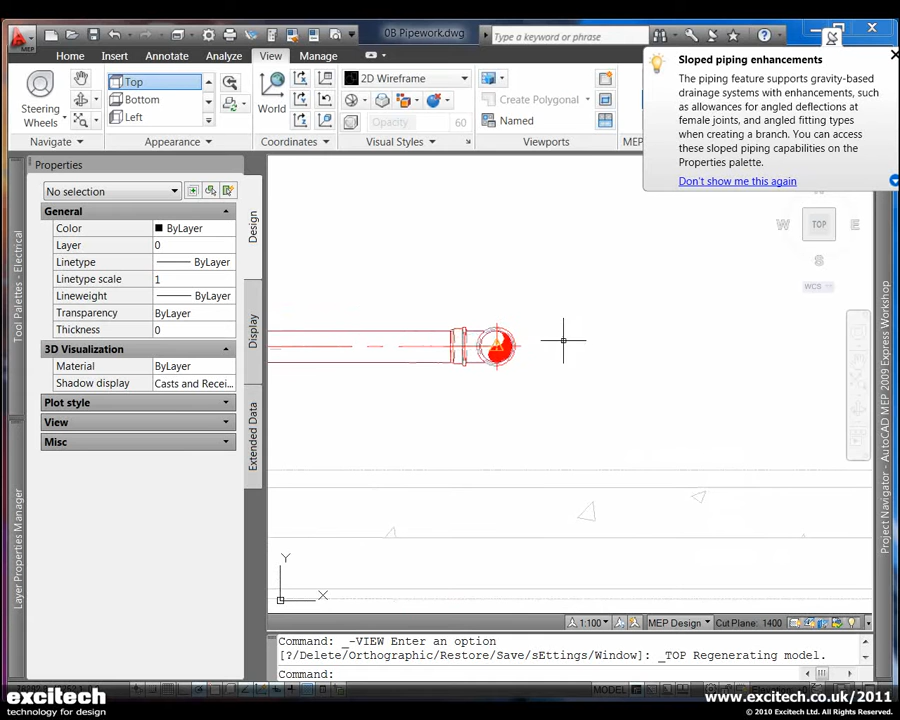 MEP
0B Pipework.dwg
Type a keyword or phrase
Home Insert Annotate Analyze View Manage
Steering
Wheels
Navigate
Top
Bottom
Left
Appearance
World
2D Wireframe
Opacity 60
Visual Styles
Create Polygonal
Named
Viewports
MEP
Sloped piping enhancements
The piping feature supports gravity-based
drainage systems with enhancements, such
as allowances for angled deflections at
female joints, and angled fitting types
when creating a branch. You can access
these sloped piping capabilities on the
Properties palette.
Don't show me this again
Properties
No selection
General
Color ByLayer
Layer 0
Linetype ByLayer
Linetype scale 1
Lineweight ByLayer
Transparency ByLayer
Thickness 0
3D Visualization
Material ByLayer
Shadow display Casts and Recei...
Plot style
View
Misc
Design
Display
Extended Data
Tool Palettes - Electrical
Layer Properties Manager
W TOP E
S
WCS
Project Navigator - AutoCAD MEP 2009 Express Workshop
Y
X
1:100 MEP Design Cut Plane: 1400
Command: _-VIEW Enter an option
[?/Delete/Orthographic/Restore/Save/sEttings/Window]: _TOP Regenerating model.
Command:
MODEL
excitech
technology for design
www.excitech.co.uk/2011
© 2010 Excitech Ltd. All rights reserved.